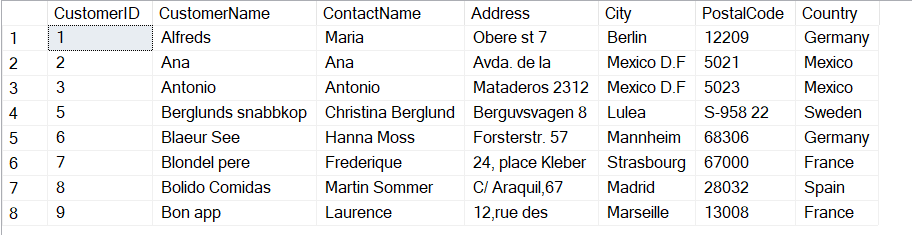 CustomerID CustomerName ContactName Address City PostalCode Country
1 1 Alfreds Maria Obere st 7 Berlin 12209 Germany
2 2 Ana Ana Avda. de la Mexico D.F 5021 Mexico
3 3 Antonio Antonio Mataderos 2312 Mexico D.F 5023 Mexico
4 5 Berglunds snabbkop Christina Berglund Berguvsvagen 8 Lulea S-958 22 Sweden
5 6 Blaeur See Hanna Moss Forsterstr. 57 Mannheim 68306 Germany
6 7 Blondel pere Frederique 24, place Kleber Strasbourg 67000 France
7 8 Bolido Comidas Martin Sommer C/ Araquil,67 Madrid 28032 Spain
8 9 Bon app Laurence 12,rue des Marseille 13008 France